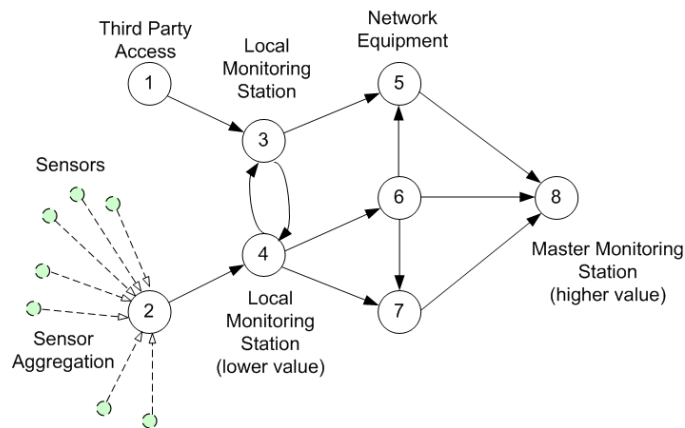 Third Party
Access
1
Local
Monitoring
Station
3
Network
Equipment
5
Sensors
6
8
4
Master Monitoring
Station
(higher value)
2
Local
Monitoring
Station
(lower value)
7
Sensor
Aggregation